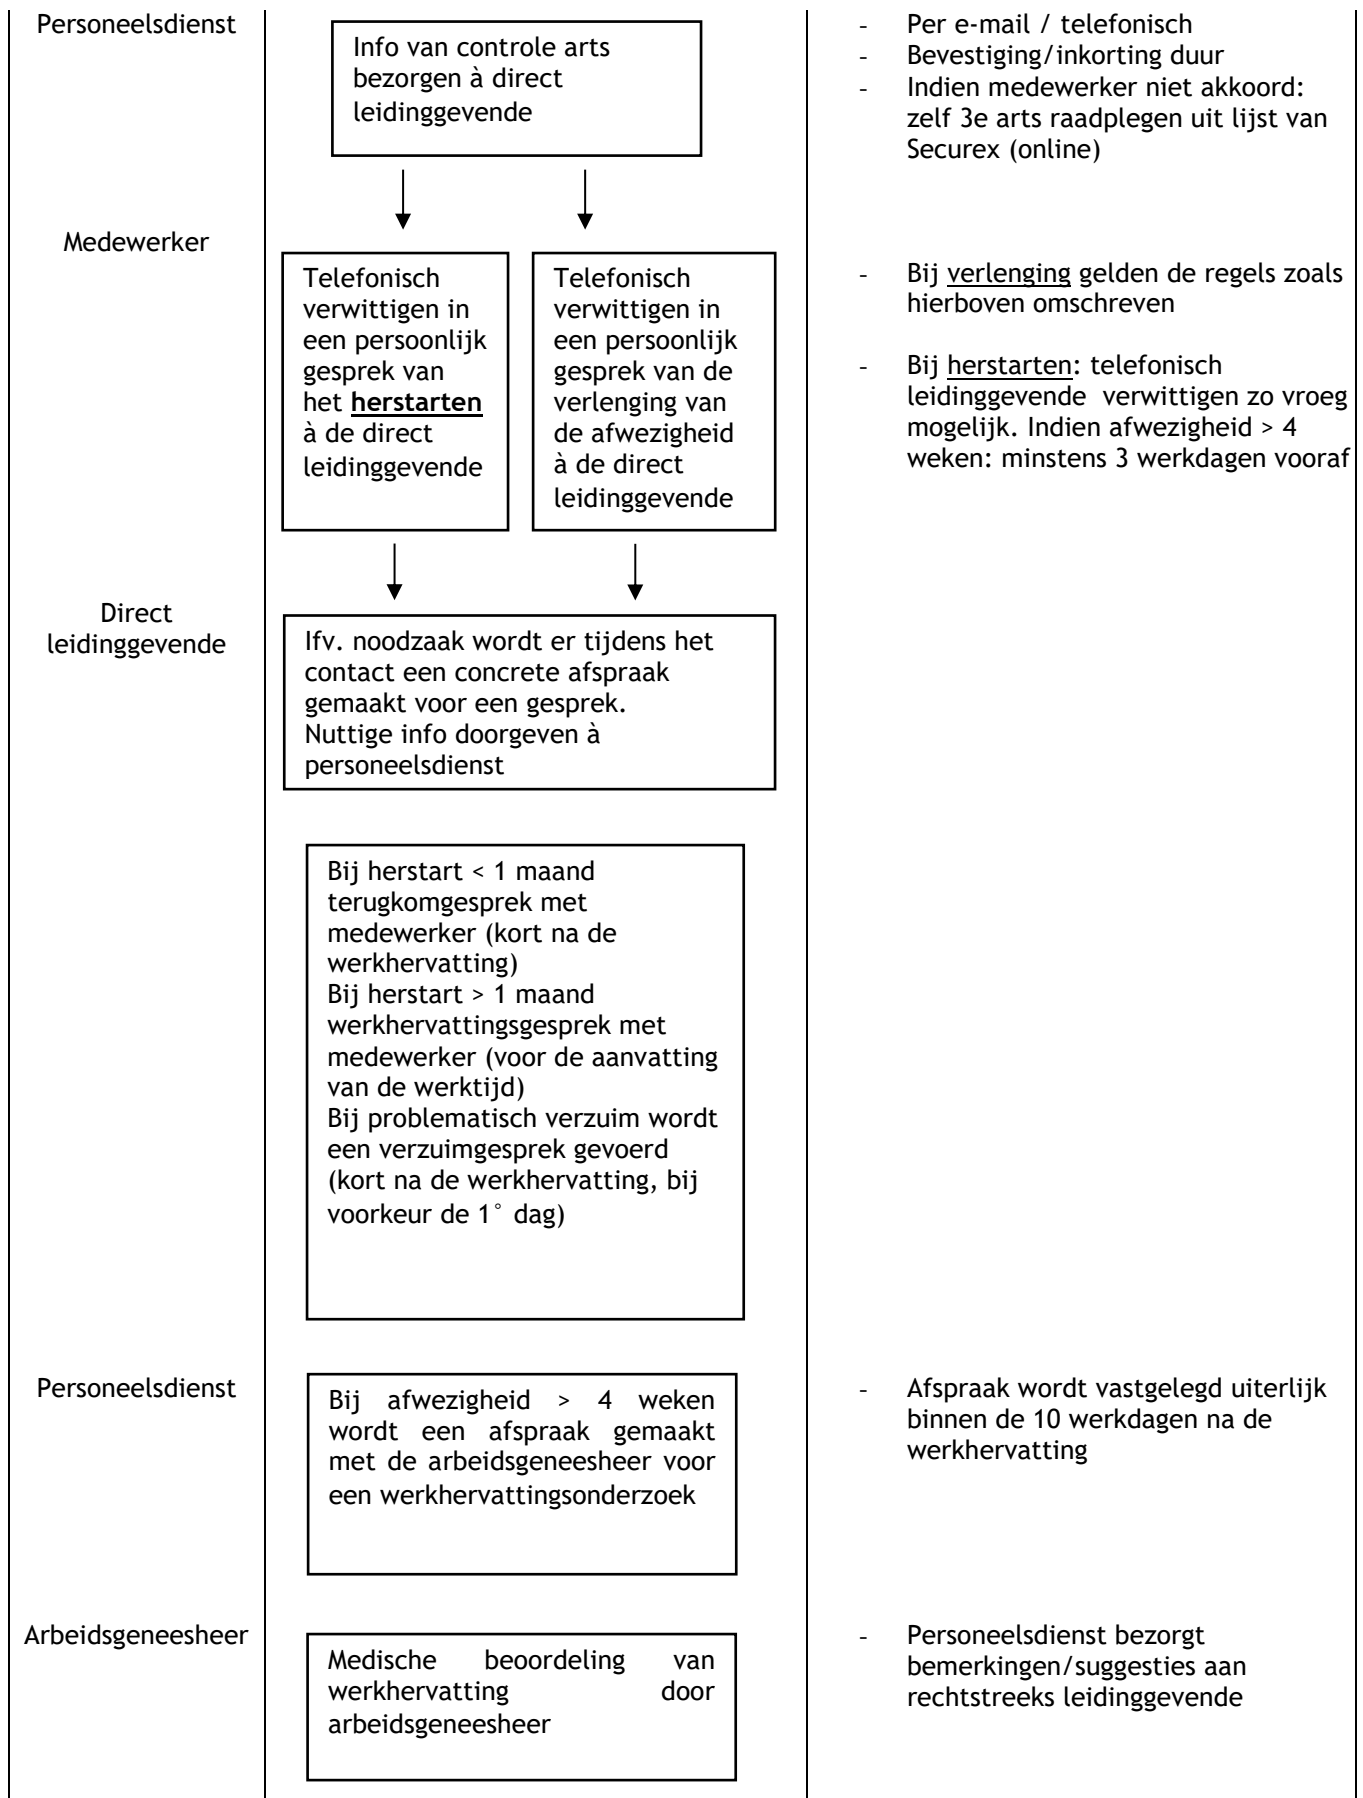 Personeelsdienst
Info van controle arts
bezorgen à direct
leidinggevende
- Per e-mail / telefonisch
- Bevestiging/inkorting duur
- Indien medewerker niet akkoord:
zelf 3e arts raadplegen uit lijst van
Securex (online)
Medewerker
Telefonisch
verwittigen in
een persoonlijk
gesprek van
het herstarten
à de direct
leidinggevende
Telefonisch
verwittigen in
een persoonlijk
gesprek van de
verlenging van
de afwezigheid
à de direct
leidinggevende
- Bij verlenging gelden de regels zoals
hierboven omschreven
- Bij herstarten: telefonisch
leidinggevende verwittigen zo vroeg
mogelijk. Indien afwezigheid > 4
weken: minstens 3 werkdagen vooraf
Direct
leidinggevende
Ifv. noodzaak wordt er tijdens het
contact een concrete afspraak
gemaakt voor een gesprek.
Nuttige info doorgeven à
personeelsdienst
Bij herstart < 1 maand
terugkomgesprek met
medewerker (kort na de
werkhervatting)
Bij herstart > 1 maand
werkhervattingsgesprek met
medewerker (voor de aanvatting
van de werktijd)
Bij problematisch verzuim wordt
een verzuimgesprek gevoerd
(kort na de werkhervatting, bij
voorkeur de 1° dag)
Personeelsdienst
Bij afwezigheid > 4 weken
wordt een afspraak gemaakt
met de arbeidsgeneesheer voor
een werkhervattingsonderzoek
- Afspraak wordt vastgelegd uiterlijk
binnen de 10 werkdagen na de
werkhervatting
Arbeidsgeneesheer
Medische beoordeling van
werkhervatting door
arbeidsgeneesheer
- Personeelsdienst bezorgt
bemerkingen/suggesties aan
rechtstreeks leidinggevende